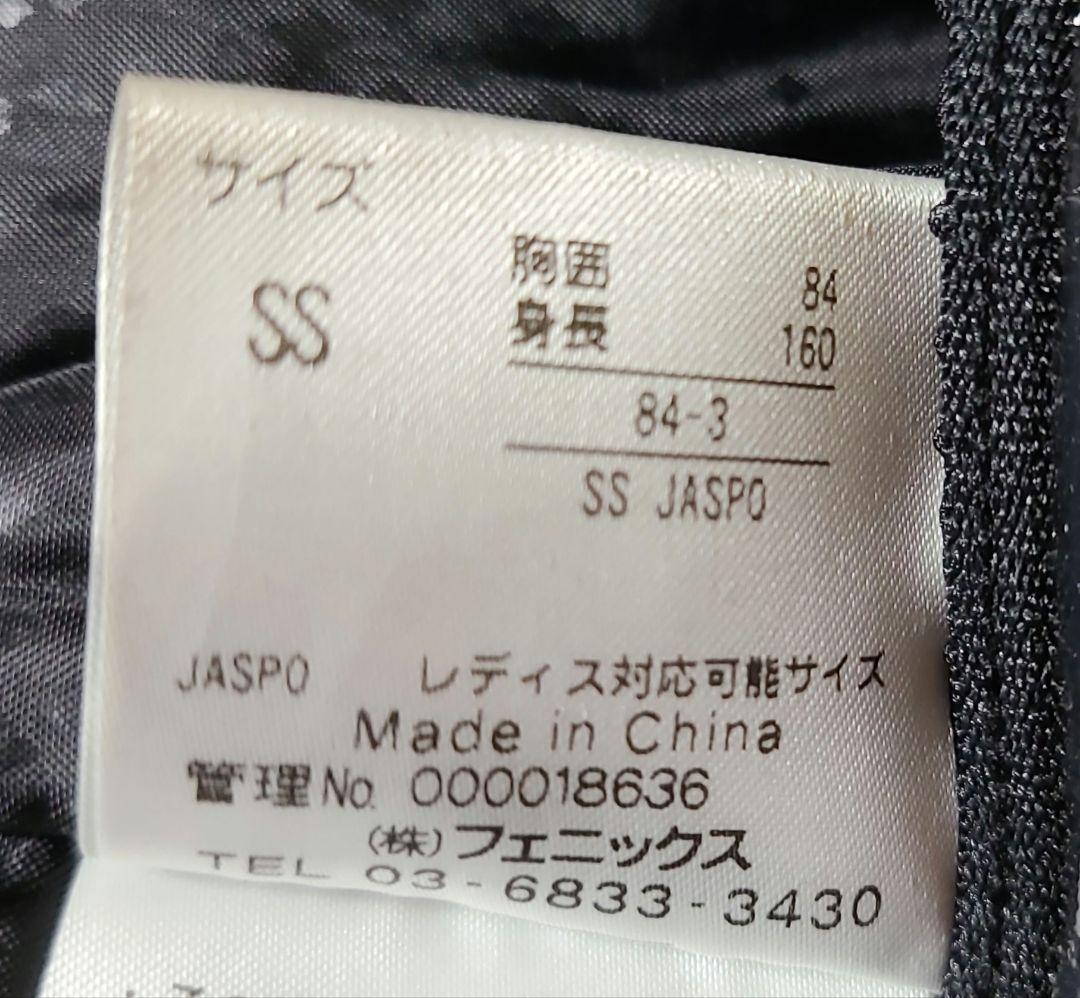 サイズ
SS
胸囲 84
身長 160
84-3
SS JASPO
JASPO レディス対応可能サイズ
Made in China
管理No. 000018636
(株)フェニックス
TEL 03-6833-3430